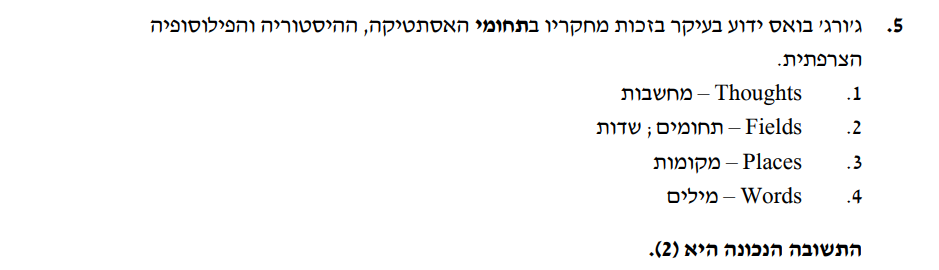 5. ג'ורג' בואס ידוע בעיקר בזכות מחקריו בתחומי האסתטיקה, ההיסטוריה והפילוסופיה
הצרפתית.
1. Thoughts – מחשבות
2. Fields – תחומים ; שדות
3. Places – מקומות
4. Words – מילים
התשובה הנכונה היא (2).